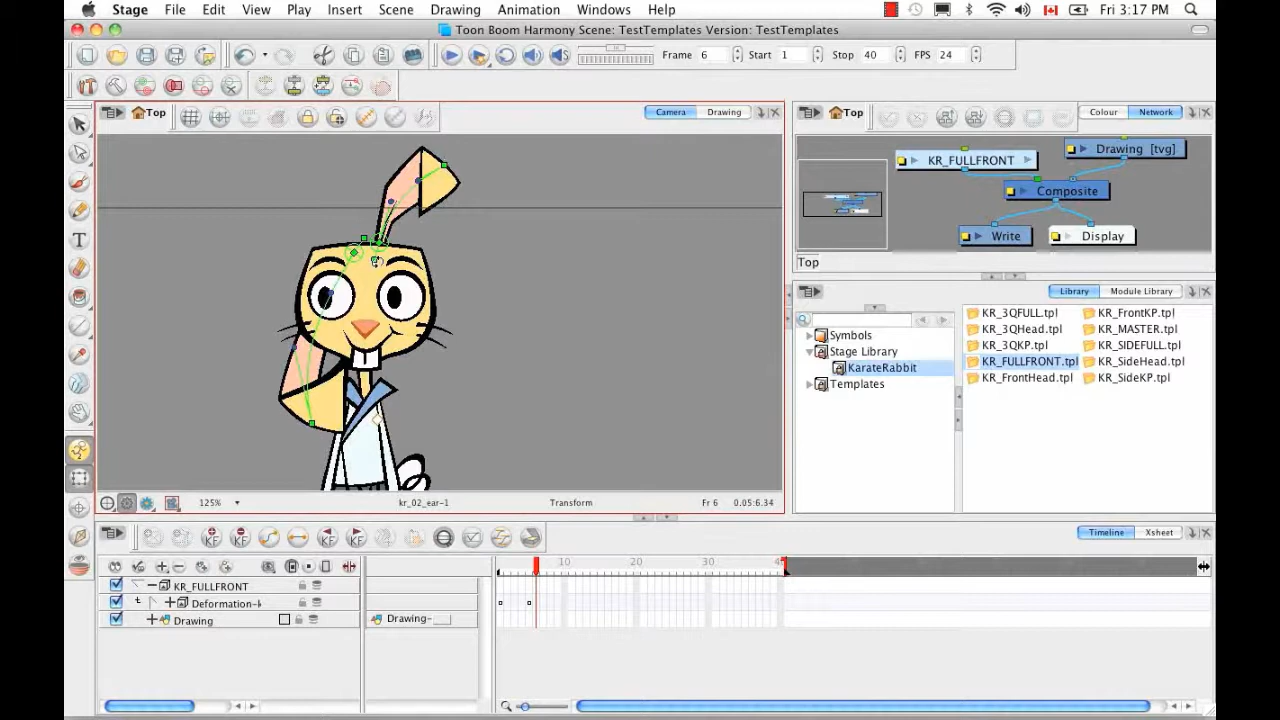 Stage File Edit View Play Insert Scene Drawing Animation Windows Help Fri 3:17 PM
Toon Boom Harmony Scene: TestTemplates Version: TestTemplates
Frame 6 Start 1 Stop 40 FPS 24
Top Camera Drawing
Top Colour Network
KR_FULLFRONT Drawing [tvg]
Composite
Write Display
Top
Library Module Library
Symbols
Stage Library
KarateRabbit
Templates
KR_3QFULL.tpl KR_FrontKP.tpl
KR_3QHead.tpl KR_MASTER.tpl
KR_3QKP.tpl KR_SIDEFULL.tpl
KR_FULLFRONT.tpl KR_SideHead.tpl
KR_FrontHead.tpl KR_SideKP.tpl
125% kr_02_ear-1 Transform Fr 6 0.05:6.34
Timeline Xsheet
10 20 30
KR_FULLFRONT
Deformation-
Drawing Drawing-